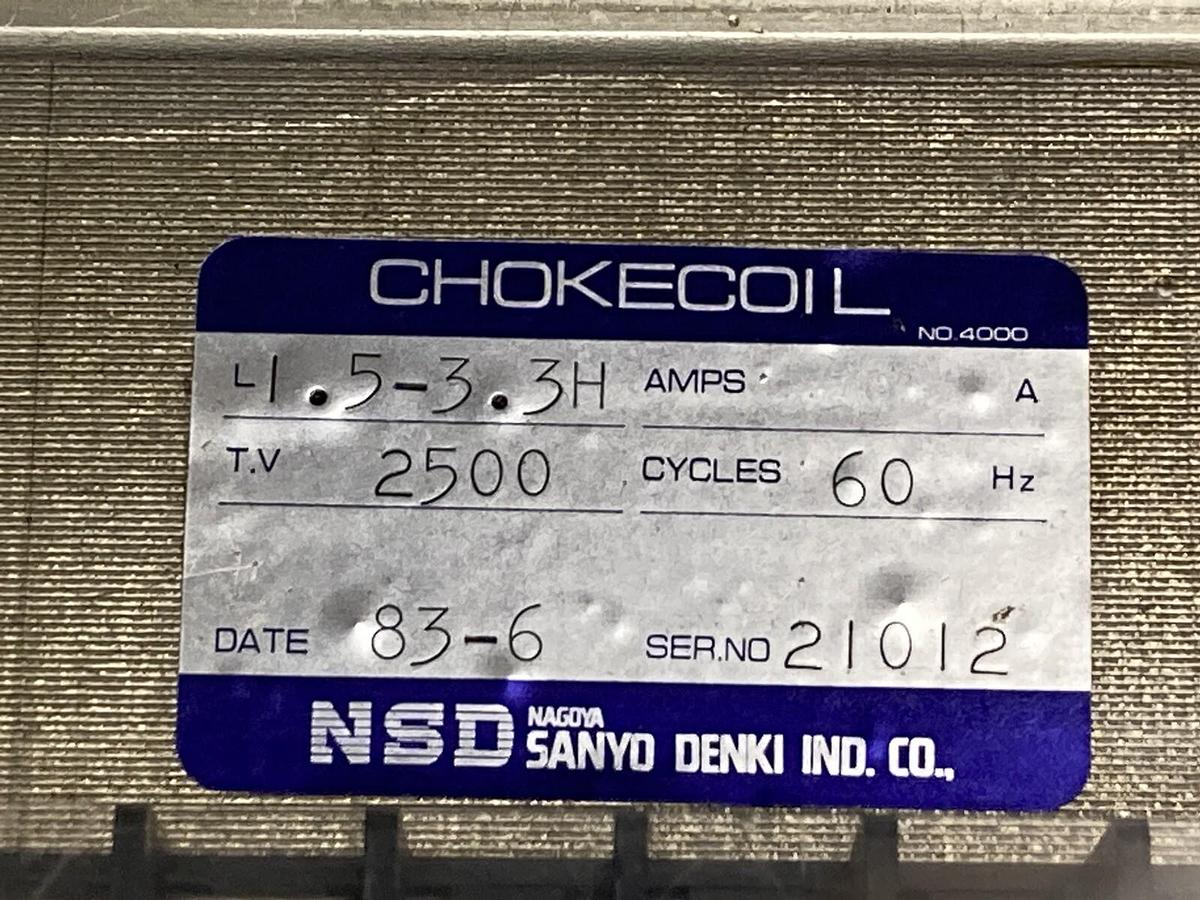 CHOKECOIL
NO.4000
L 1.5-3.3H AMPS A
T.V 2500 CYCLES 60 Hz
DATE 83-6 SER.NO 21012
NSD NAGOYA
SANYO DENKI IND. CO.,